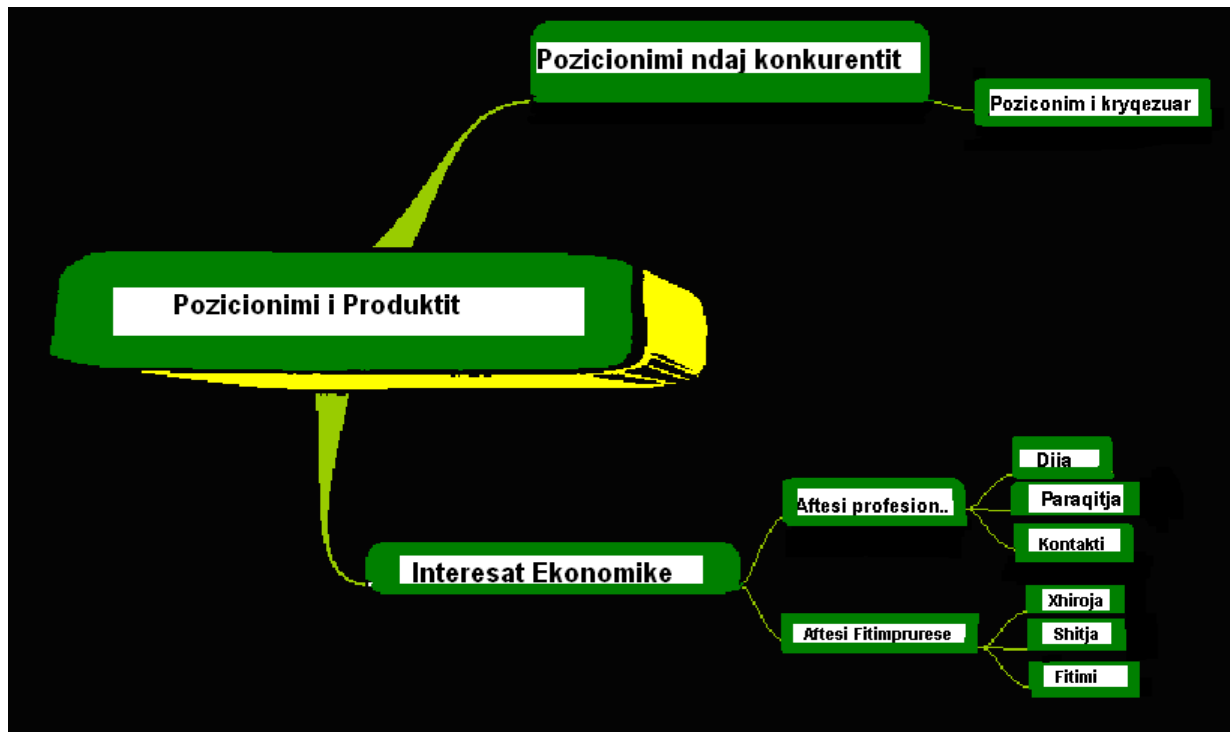 Pozicionimi ndaj konkurentit
Poziconim i kryqezuar
Pozicionimi i Produktit
Interesat Ekonomike
Aftesi profesion..
Dija
Paraqitja
Kontakti
Aftesi Fitimprurese
Xhiroja
Shitja
Fitimi